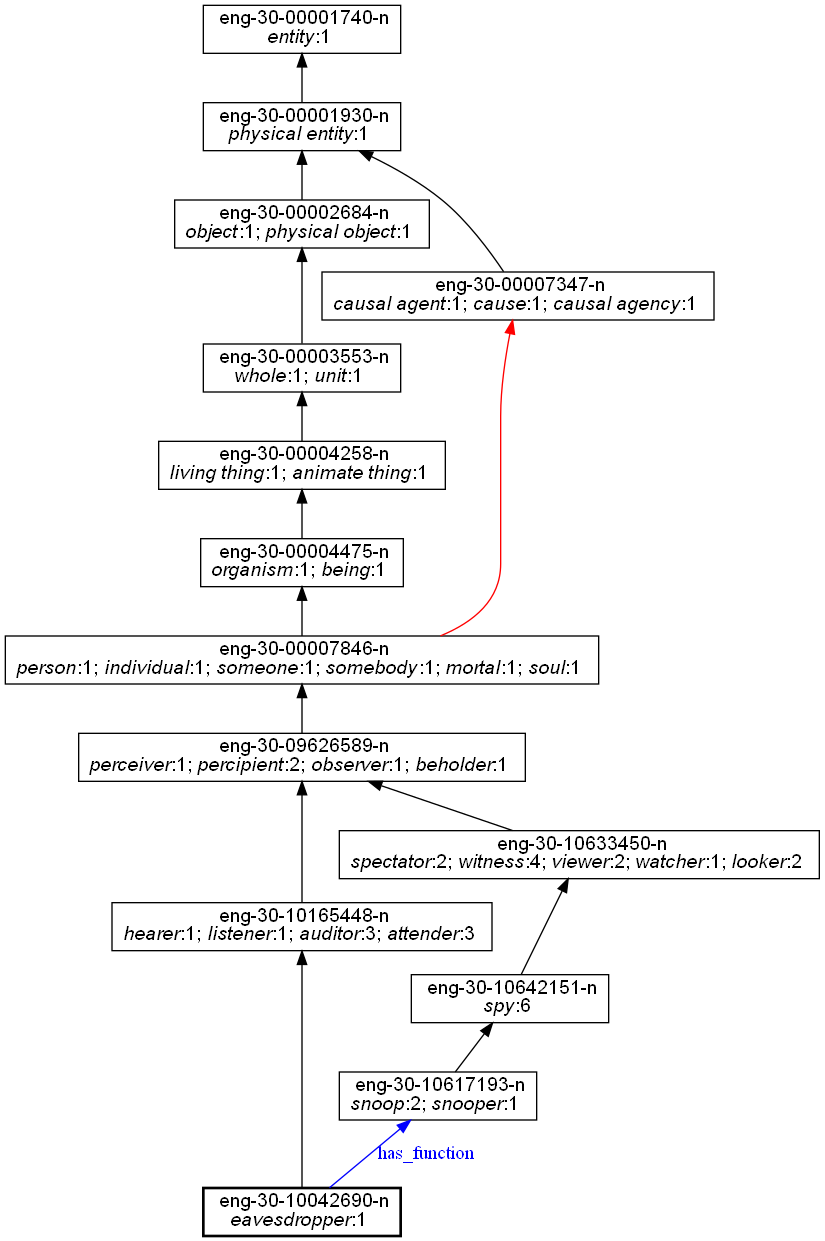 eng-30-00001740-n
entity:1
eng-30-00001930-n
physical entity:1
eng-30-00002684-n
object:1; physical object:1
eng-30-00007347-n
causal agent:1; cause:1; causal agency:1
eng-30-00003553-n
whole:1; unit:1
eng-30-00004258-n
living thing:1; animate thing:1
eng-30-00004475-n
organism:1; being:1
eng-30-00007846-n
person:1; individual:1; someone:1; somebody:1; mortal:1; soul:1
eng-30-09626589-n
perceiver:1; percipient:2; observer:1; beholder:1
eng-30-10633450-n
spectator:2; witness:4; viewer:2; watcher:1; looker:2
eng-30-10165448-n
hearer:1; listener:1; auditor:3; attender:3
eng-30-10642151-n
spy:6
eng-30-10617193-n
snoop:2; snooper:1
has_function
eng-30-10042690-n
eavesdropper:1